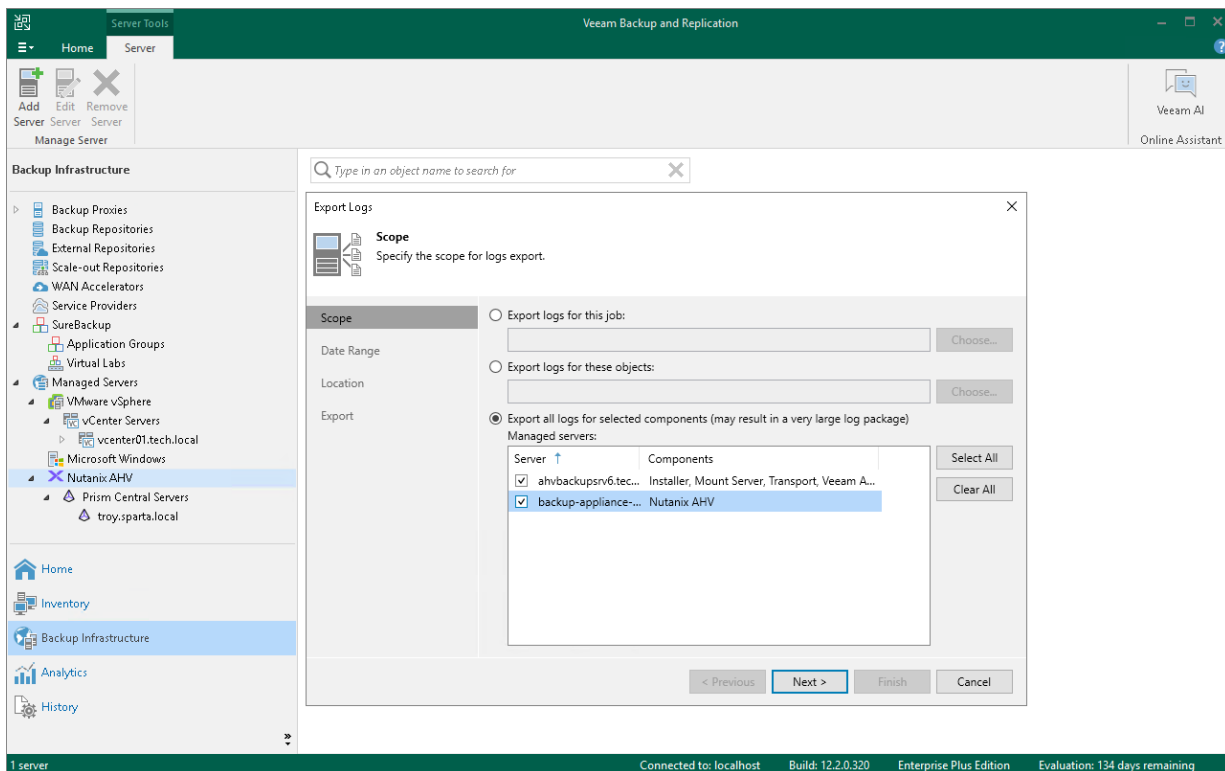 Server Tools
Veeam Backup and Replication
Home
Server
Add Server
Edit Server
Remove Server
Manage Server
Veeam AI
Online Assistant
Backup Infrastructure
Type in an object name to search for
Backup Proxies
Backup Repositories
External Repositories
Scale-out Repositories
WAN Accelerators
Service Providers
SureBackup
Application Groups
Virtual Labs
Managed Servers
VMware vSphere
vCenter Servers
vcenter01.tech.local
Microsoft Windows
Nutanix AHV
Prism Central Servers
troy.sparta.local
Home
Inventory
Backup Infrastructure
Analytics
History
Export Logs
Scope
Specify the scope for logs export.
Scope
Date Range
Location
Export
Export logs for this job:
Choose...
Export logs for these objects:
Choose...
Export all logs for selected components (may result in a very large log package)
Managed servers:
Server ↑ Components
ahvbackupsrv6.tec... Installer, Mount Server, Transport, Veeam A...
backup-appliance-... Nutanix AHV
Select All
Clear All
< Previous
Next >
Finish
Cancel
1 server
Connected to: localhost
Build: 12.2.0.320
Enterprise Plus Edition
Evaluation: 134 days remaining